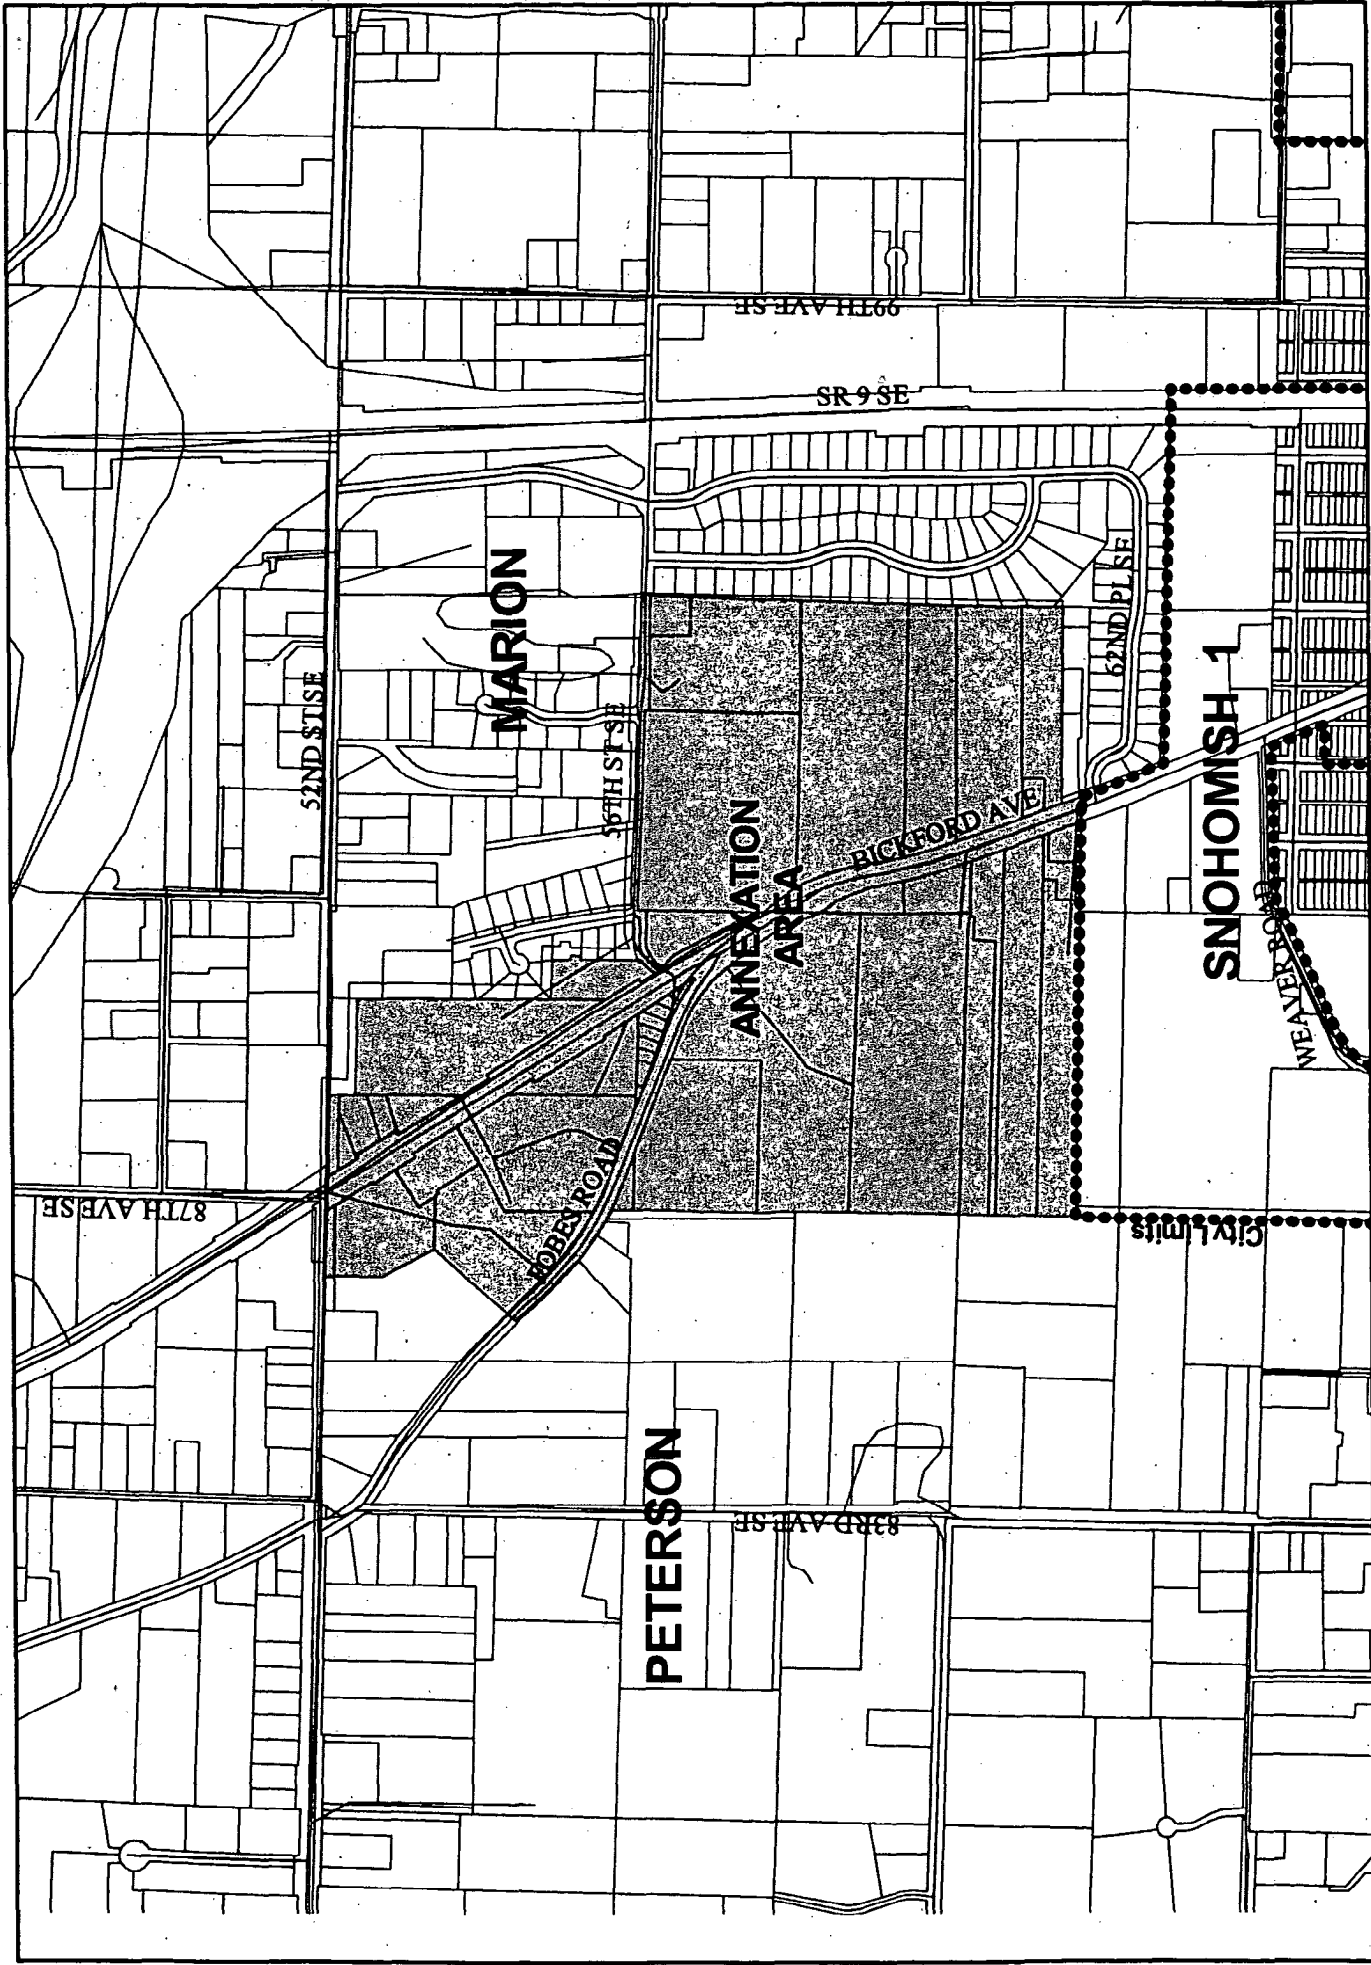 99TH AVE SE
SR 9 SE
MARION
52ND ST SE
56TH ST SE
62ND PL SE
BICKFORD AVE
ANNEXATION
AREA
SNOHOMISH 1
WEAVER ROAD
87TH AVE SE
FOBES ROAD
City Limits
PETERSON
83RD AVE SE